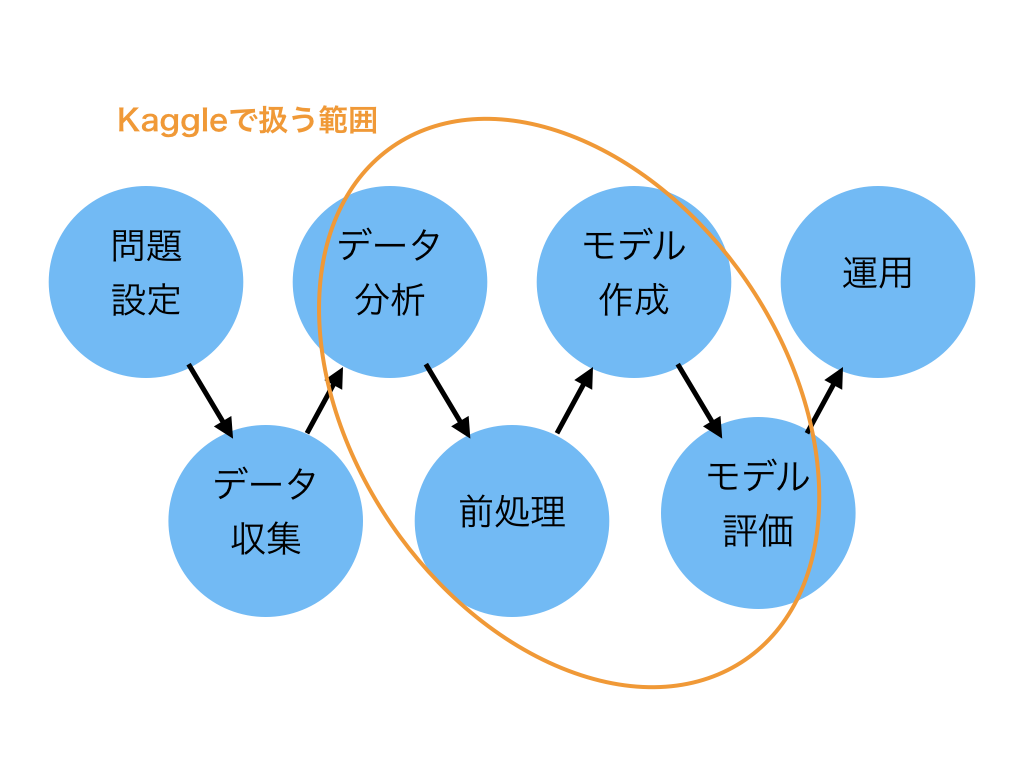 Kaggleで扱う範囲
問題
設定
データ
収集
データ
分析
前処理
モデル
作成
モデル
評価
運用